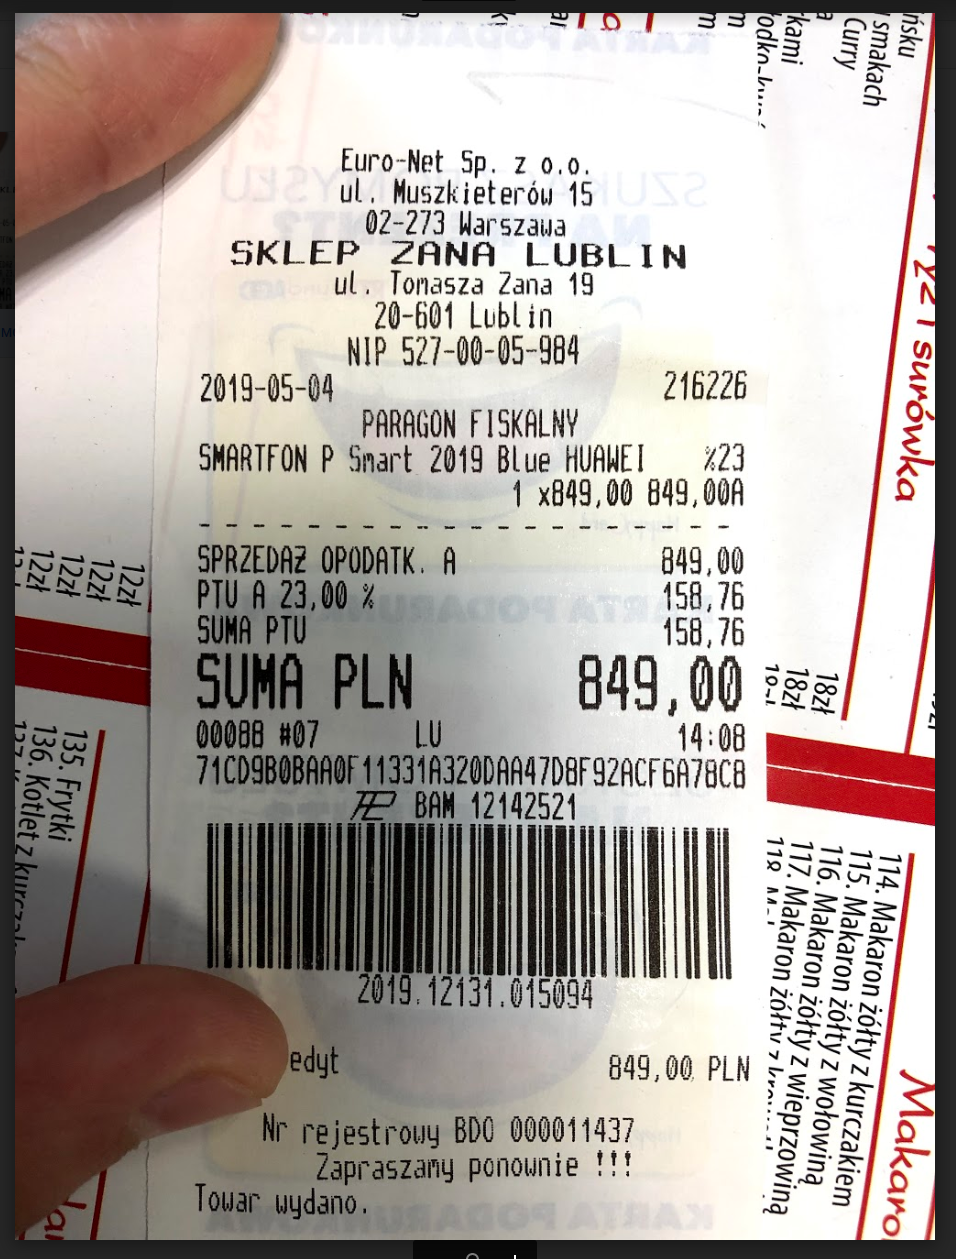 Euro-Net Sp. z o.o.
ul. Muszkieterów 15
02-273 Warszawa
SKLEP ZANA LUBLIN
ul. Tomasza Zana 19
20-601 Lublin
NIP 527-00-05-984
2019-05-04 216226
PARAGON FISKALNY
SMARTFON P Smart 2019 Blue HUAWEI %23
1 x849,00 849,00A
SPRZEDAŻ OPODATK. A 849,00
PTU A 23,00 % 158,76
SUMA PTU 158,76
SUMA PLN 849,00
00088 #07 LU 14:08
71CD9B0BAA0F11331A320DAA47D8F92ACF6A78C8
BAM 12142521
2019.12131.015094
edyt 849,00 PLN
Nr rejestrowy BDO 000011437
Zapraszamy ponownie !!!
Towar wydano.
KARTA PODARUNKOWA
12zł
12zł
12zł
12zł
135. Frytki
136. Kotlet z kurczak
smakach
Curry
kami
ryż i surówka
18zł
18zł
114. Makaron żółty z kurczakiem
115. Makaron żółty z wołowiną
116. Makaron żółty z wieprzowiną
117. Makaron
118.
Makaro